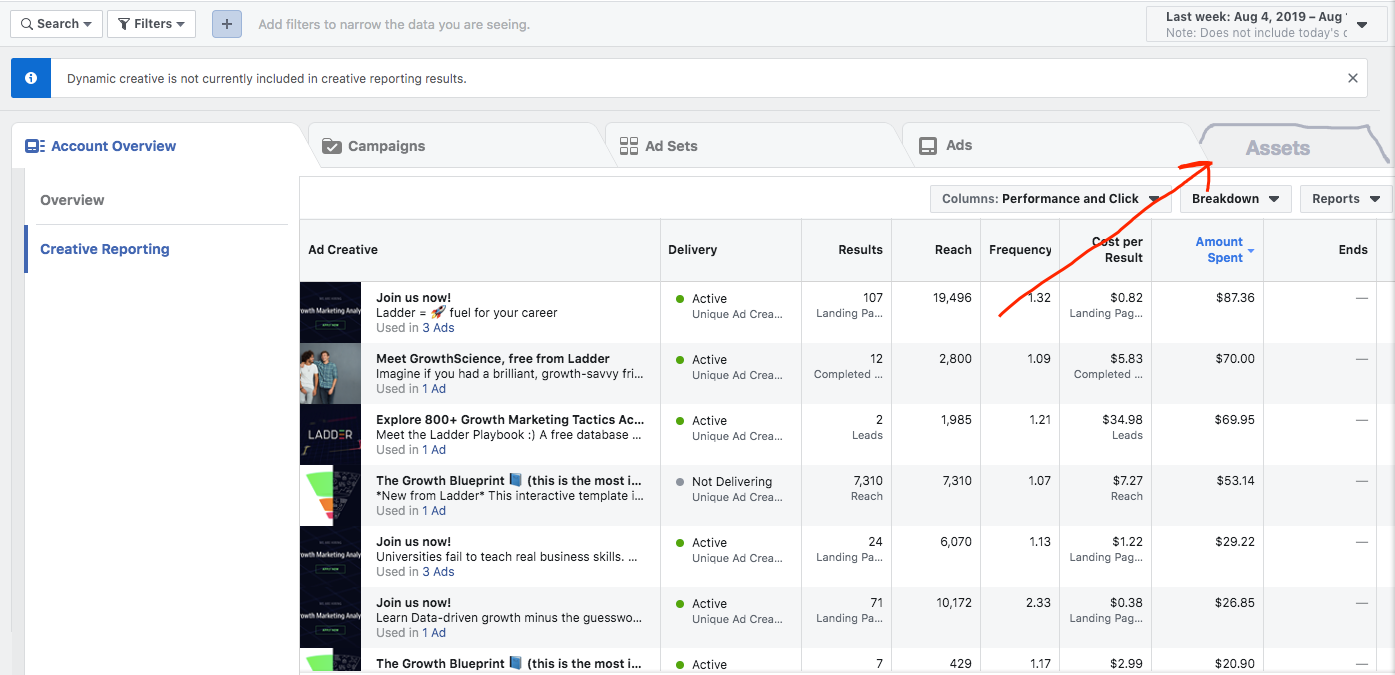 Search
Filters
+
Add filters to narrow the data you are seeing.
Last week: Aug 4, 2019 – Aug
Note: Does not include today's
Dynamic creative is not currently included in creative reporting results.
Account Overview
Campaigns
Ad Sets
Ads
Assets
Overview
Creative Reporting
Columns: Performance and Click
Breakdown
Reports
Ad Creative
Delivery
Results
Reach
Frequency
Cost per
Result
Amount
Spent
Ends
Join us now!
Ladder = 🚀 fuel for your career
Used in 3 Ads
Active
Unique Ad Crea...
107
Landing Pa...
19,496
1.32
$0.82
Landing Pag...
$87.36
—
Meet GrowthScience, free from Ladder
Imagine if you had a brilliant, growth-savvy fri...
Used in 1 Ad
Active
Unique Ad Crea...
12
Completed ...
2,800
1.09
$5.83
Completed ...
$70.00
—
LADDER
Explore 800+ Growth Marketing Tactics Ac...
Meet the Ladder Playbook :) A free database ...
Used in 1 Ad
Active
Unique Ad Crea...
2
Leads
1,985
1.21
$34.98
Leads
$69.95
—
The Growth Blueprint 📘 (this is the most i...
*New from Ladder* This interactive template i...
Used in 1 Ad
Not Delivering
Unique Ad Crea...
7,310
Reach
7,310
1.07
$7.27
Reach
$53.14
—
Join us now!
Universities fail to teach real business skills. ...
Used in 3 Ads
Active
Unique Ad Crea...
24
Landing Pa...
6,070
1.13
$1.22
Landing Pag...
$29.22
—
Join us now!
Learn Data-driven growth minus the guesswo...
Used in 1 Ad
Active
Unique Ad Crea...
71
Landing Pa...
10,172
2.33
$0.38
Landing Pag...
$26.85
—
The Growth Blueprint 📘 (this is the most i...
Active
7
429
1.17
$2.99
$20.90
—